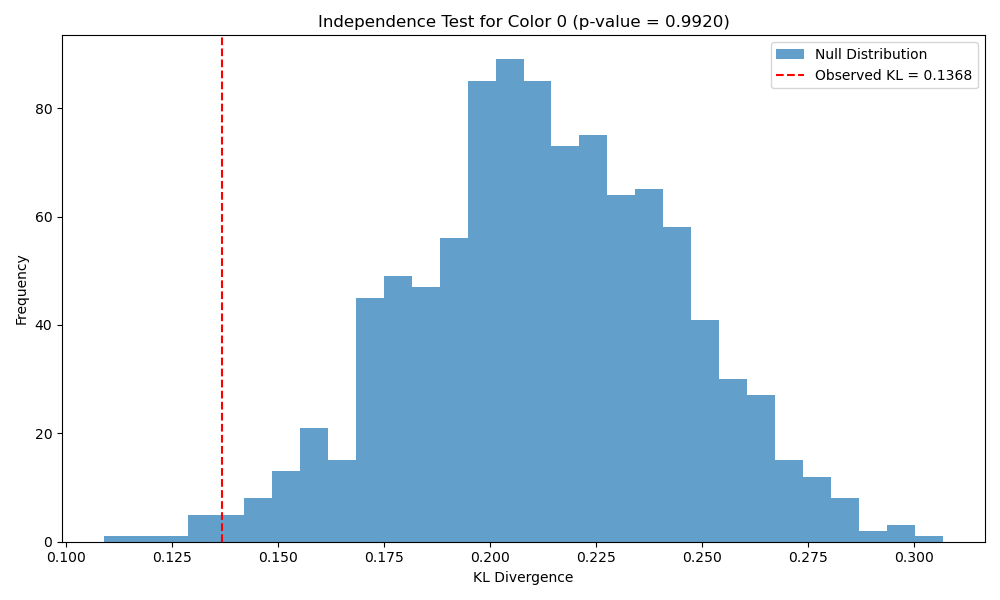 Independence Test for Color 0 (p-value = 0.9920)
Null Distribution
Observed KL = 0.1368
Frequency
80
60
40
20
0
0.100 0.125 0.150 0.175 0.200 0.225 0.250 0.275 0.300
KL Divergence